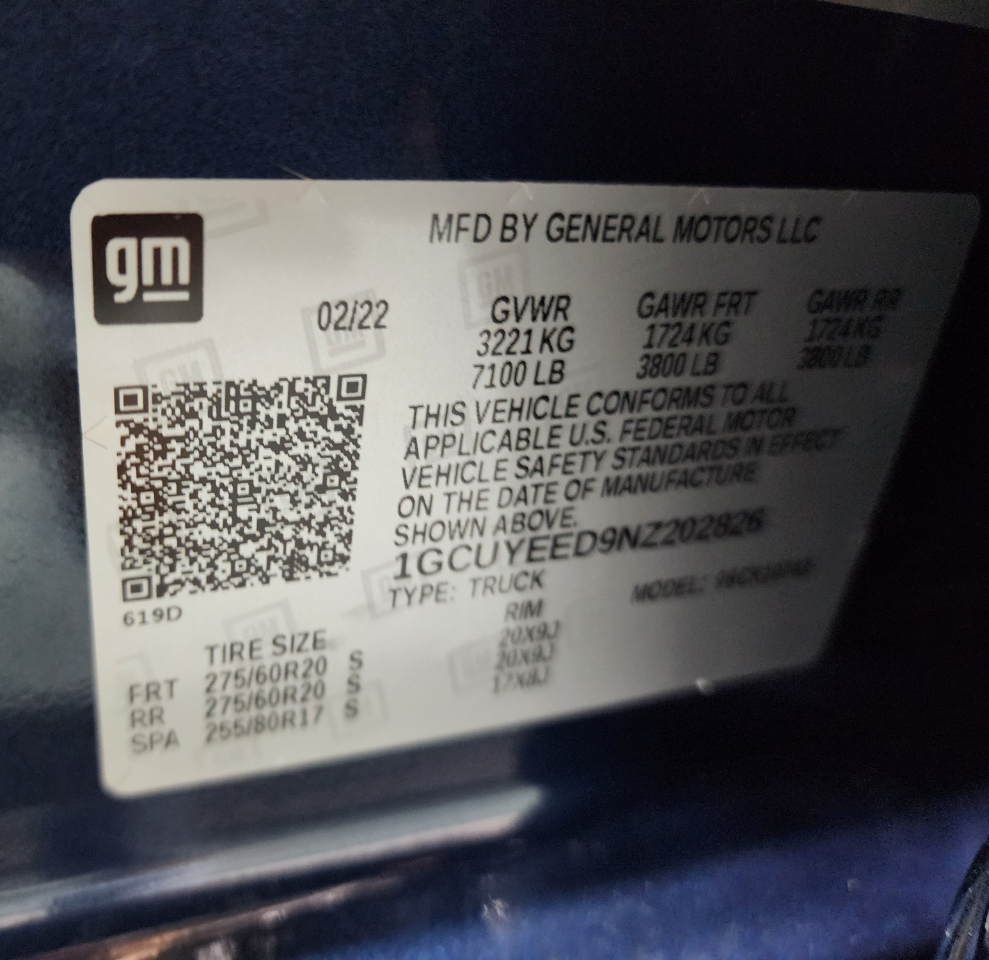 gm
MFD BY GENERAL MOTORS LLC
02/22 GVWR GAWR FRT GAWR RR
3221 KG 1724 KG 1724 KG
7100 LB 3800 LB 3800 LB
THIS VEHICLE CONFORMS TO ALL
APPLICABLE U.S. FEDERAL MOTOR
VEHICLE SAFETY STANDARDS IN EFFECT
ON THE DATE OF MANUFACTURE
SHOWN ABOVE.
1GCUYEED9NZ202826
TYPE: TRUCK MODEL:
619D
TIRE SIZE RIM
FRT 275/60R20 S 20X9J
RR 275/60R20 S 20X9J
SPA 255/80R17 S 17X8J